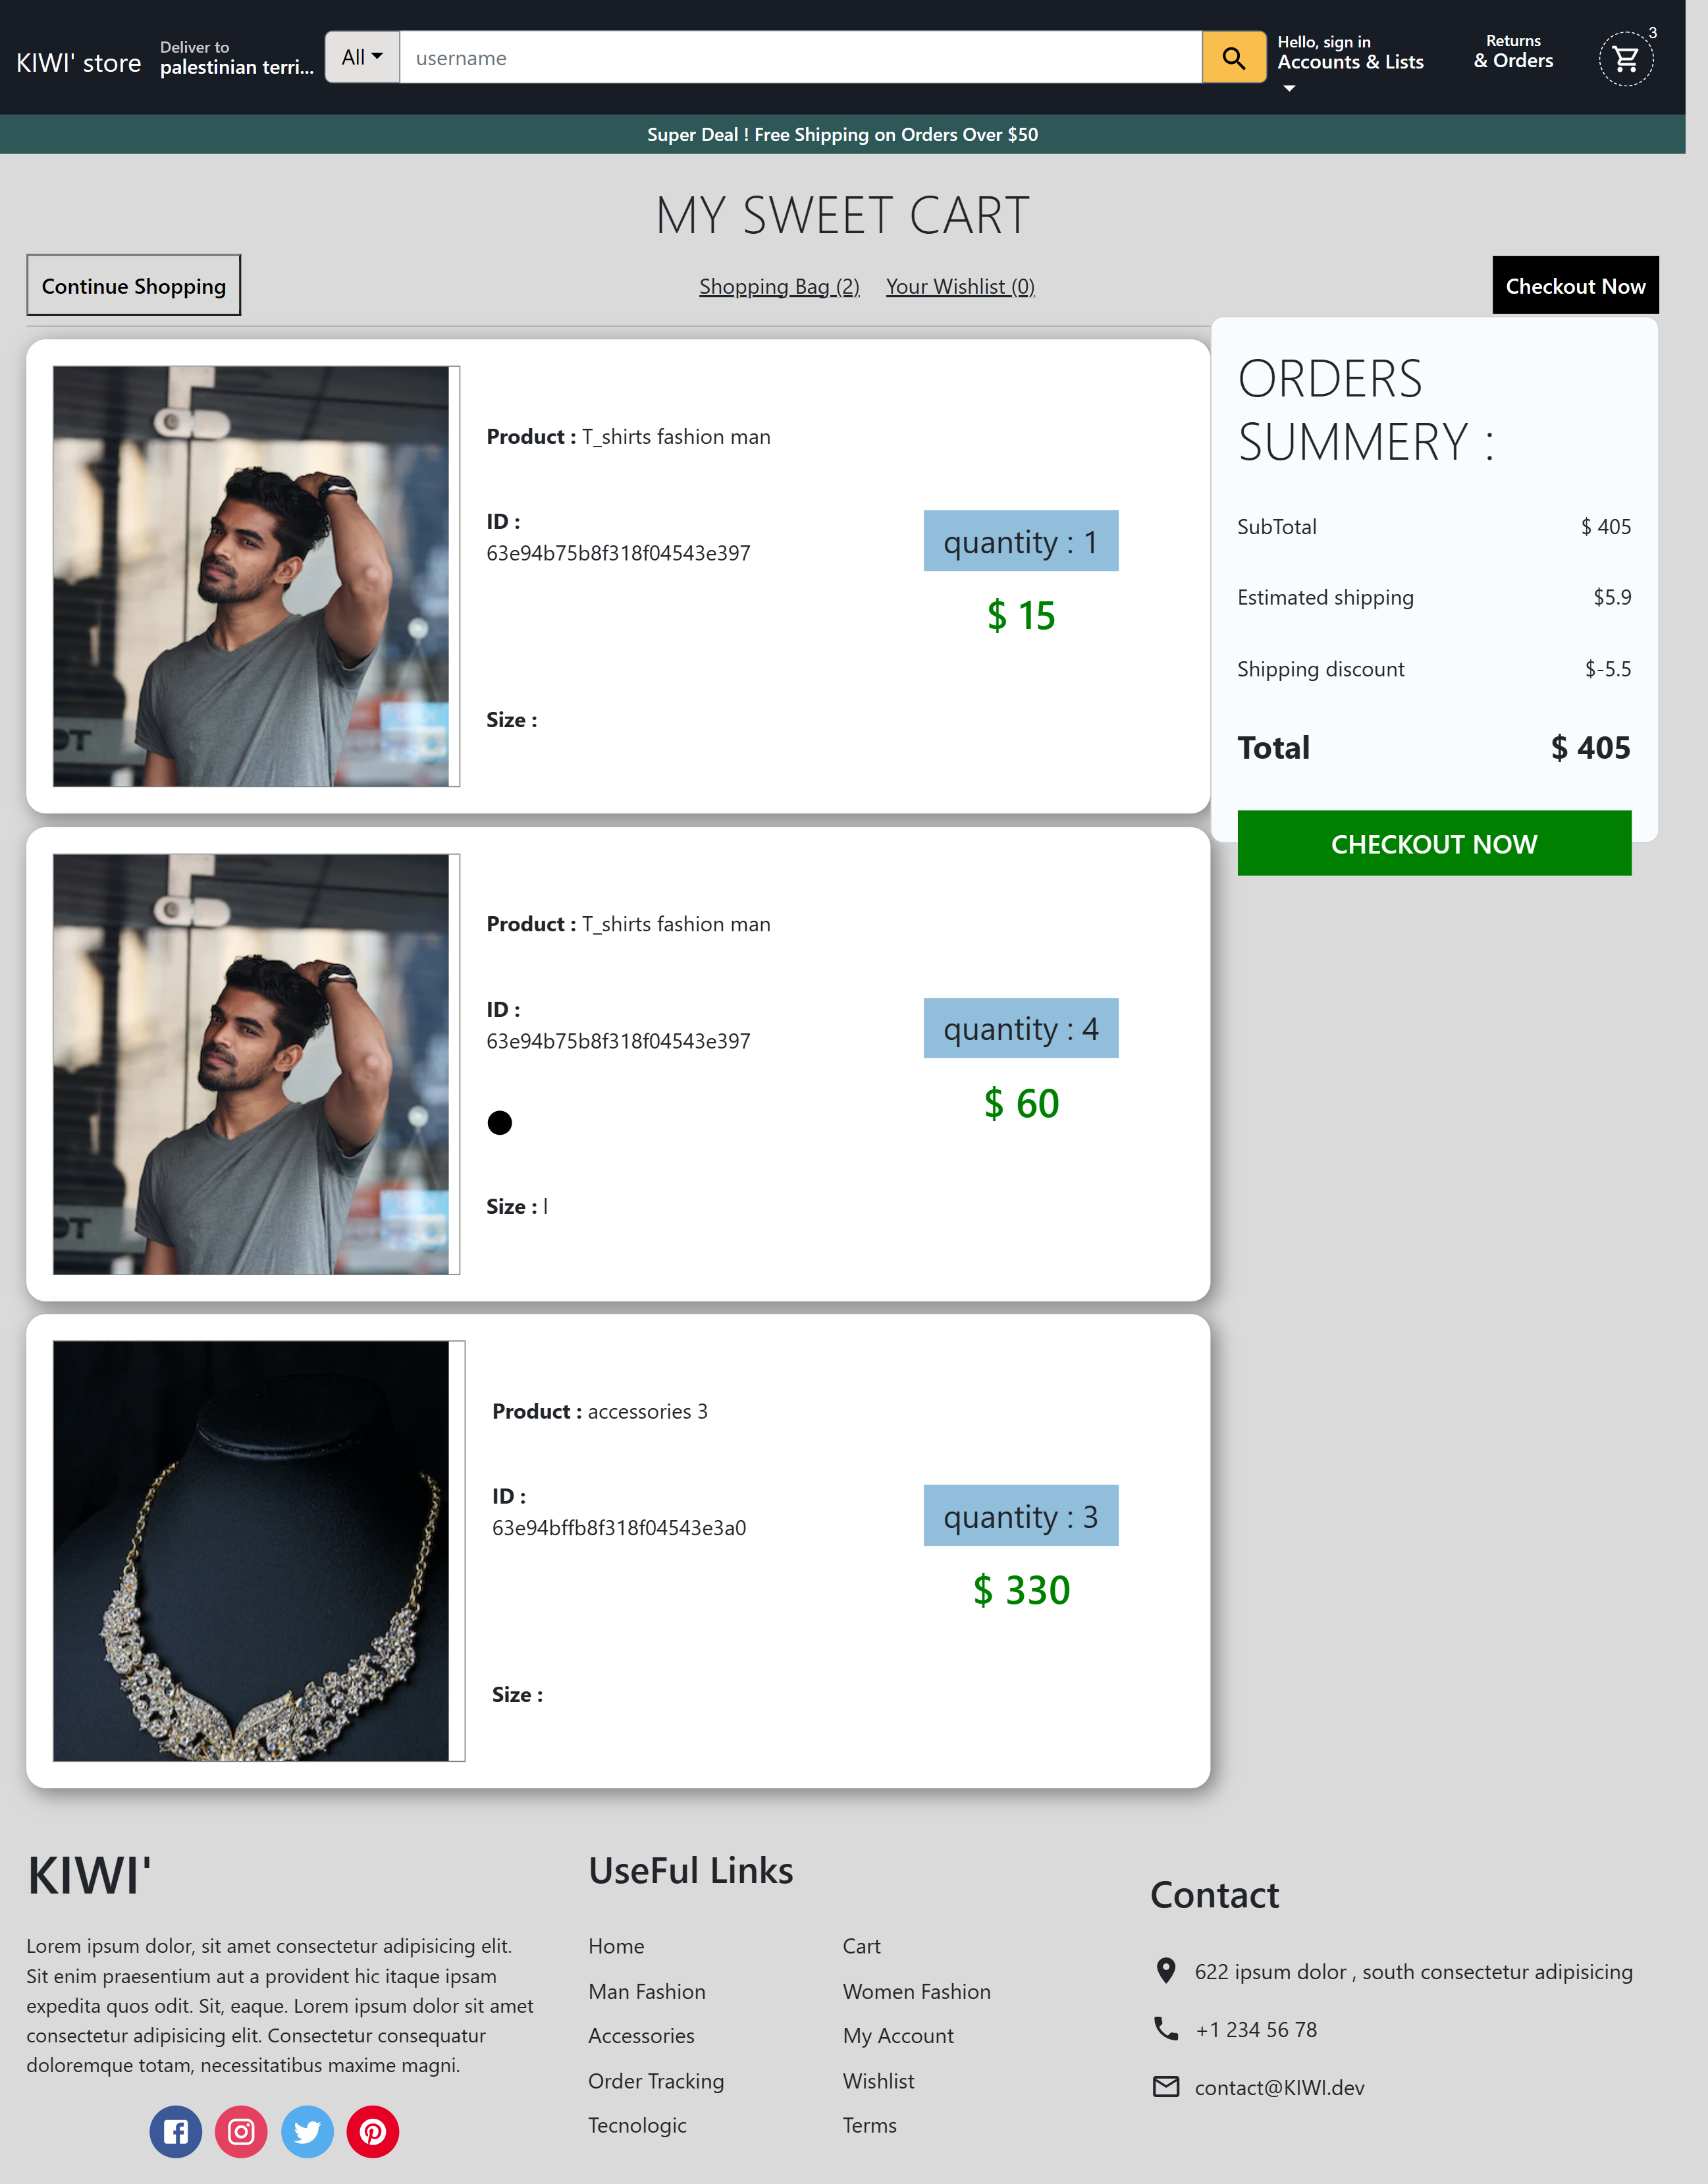 KIWI' store
Deliver to
palestinian terri...
All
username
Hello, sign in
Accounts & Lists
Returns
& Orders
3
Super Deal ! Free Shipping on Orders Over $50
MY SWEET CART
Continue Shopping
Shopping Bag (2)
Your Wishlist (0)
Checkout Now
Product : T_shirts fashion man
ID :
63e94b75b8f318f04543e397
Size :
quantity : 1
$ 15
ORDERS
SUMMERY :
SubTotal $ 405
Estimated shipping $5.9
Shipping discount $-5.5
Total $ 405
CHECKOUT NOW
Product : T_shirts fashion man
ID :
63e94b75b8f318f04543e397
Size : l
quantity : 4
$ 60
Product : accessories 3
ID :
63e94bffb8f318f04543e3a0
Size :
quantity : 3
$ 330
KIWI'
Lorem ipsum dolor, sit amet consectetur adipisicing elit.
Sit enim praesentium aut a provident hic itaque ipsam
expedita quos odit. Sit, eaque. Lorem ipsum dolor sit amet
consectetur adipisicing elit. Consectetur consequatur
doloremque totam, necessitatibus maxime magni.
UseFul Links
Home
Cart
Man Fashion
Women Fashion
Accessories
My Account
Order Tracking
Wishlist
Tecnologic
Terms
Contact
622 ipsum dolor , south consectetur adipisicing
+1 234 56 78
contact@KIWI.dev